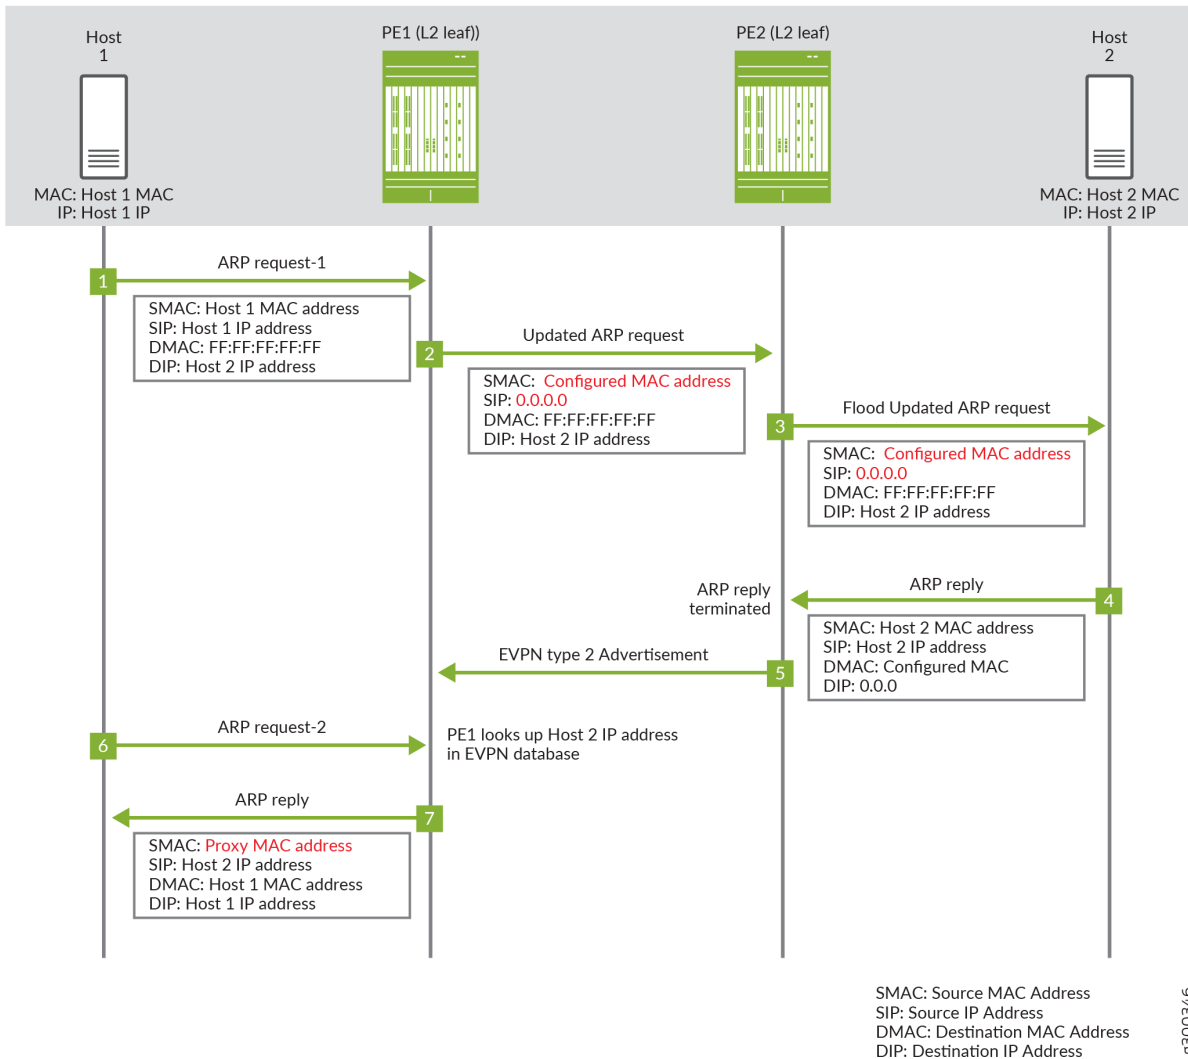 Host
1
PE1 (L2 leaf))
PE2 (L2 leaf)
Host
2
MAC: Host 1 MAC
IP: Host 1 IP
MAC: Host 2 MAC
IP: Host 2 IP
1
ARP request-1
SMAC: Host 1 MAC address
SIP: Host 1 IP address
DMAC: FF:FF:FF:FF:FF
DIP: Host 2 IP address
2
Updated ARP request
SMAC: Configured MAC address
SIP: 0.0.0.0
DMAC: FF:FF:FF:FF:FF
DIP: Host 2 IP address
3
Flood Updated ARP request
SMAC: Configured MAC address
SIP: 0.0.0.0
DMAC: FF:FF:FF:FF:FF
DIP: Host 2 IP address
ARP reply
terminated
ARP reply
4
SMAC: Host 2 MAC address
SIP: Host 2 IP address
DMAC: Configured MAC
DIP: 0.0.0
EVPN type 2 Advertisement
5
6
ARP request-2
PE1 looks up Host 2 IP address
in EVPN database
ARP reply
7
SMAC: Proxy MAC address
SIP: Host 2 IP address
DMAC: Host 1 MAC address
DIP: Host 1 IP address
SMAC: Source MAC Address
SIP: Source IP Address
DMAC: Destination MAC Address
DIP: Destination IP Address